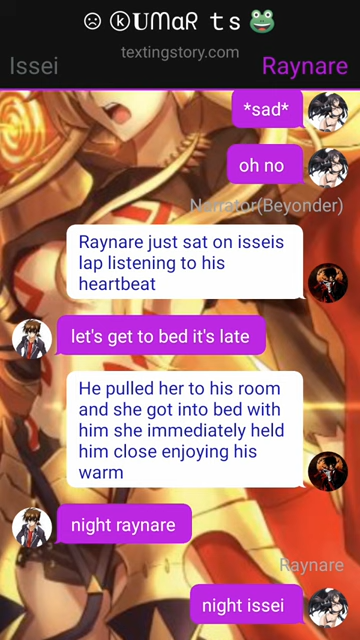 ☹ ⓚUᗰαR ｔｓ🐸
textingstory.com
Issei
Raynare
*sad*
oh no
Narrator(Beyonder)
Raynare just sat on isseis
lap listening to his
heartbeat
let's get to bed it's late
He pulled her to his room
and she got into bed with
him she immediately held
him close enjoying his
warm
night raynare
Raynare
night issei